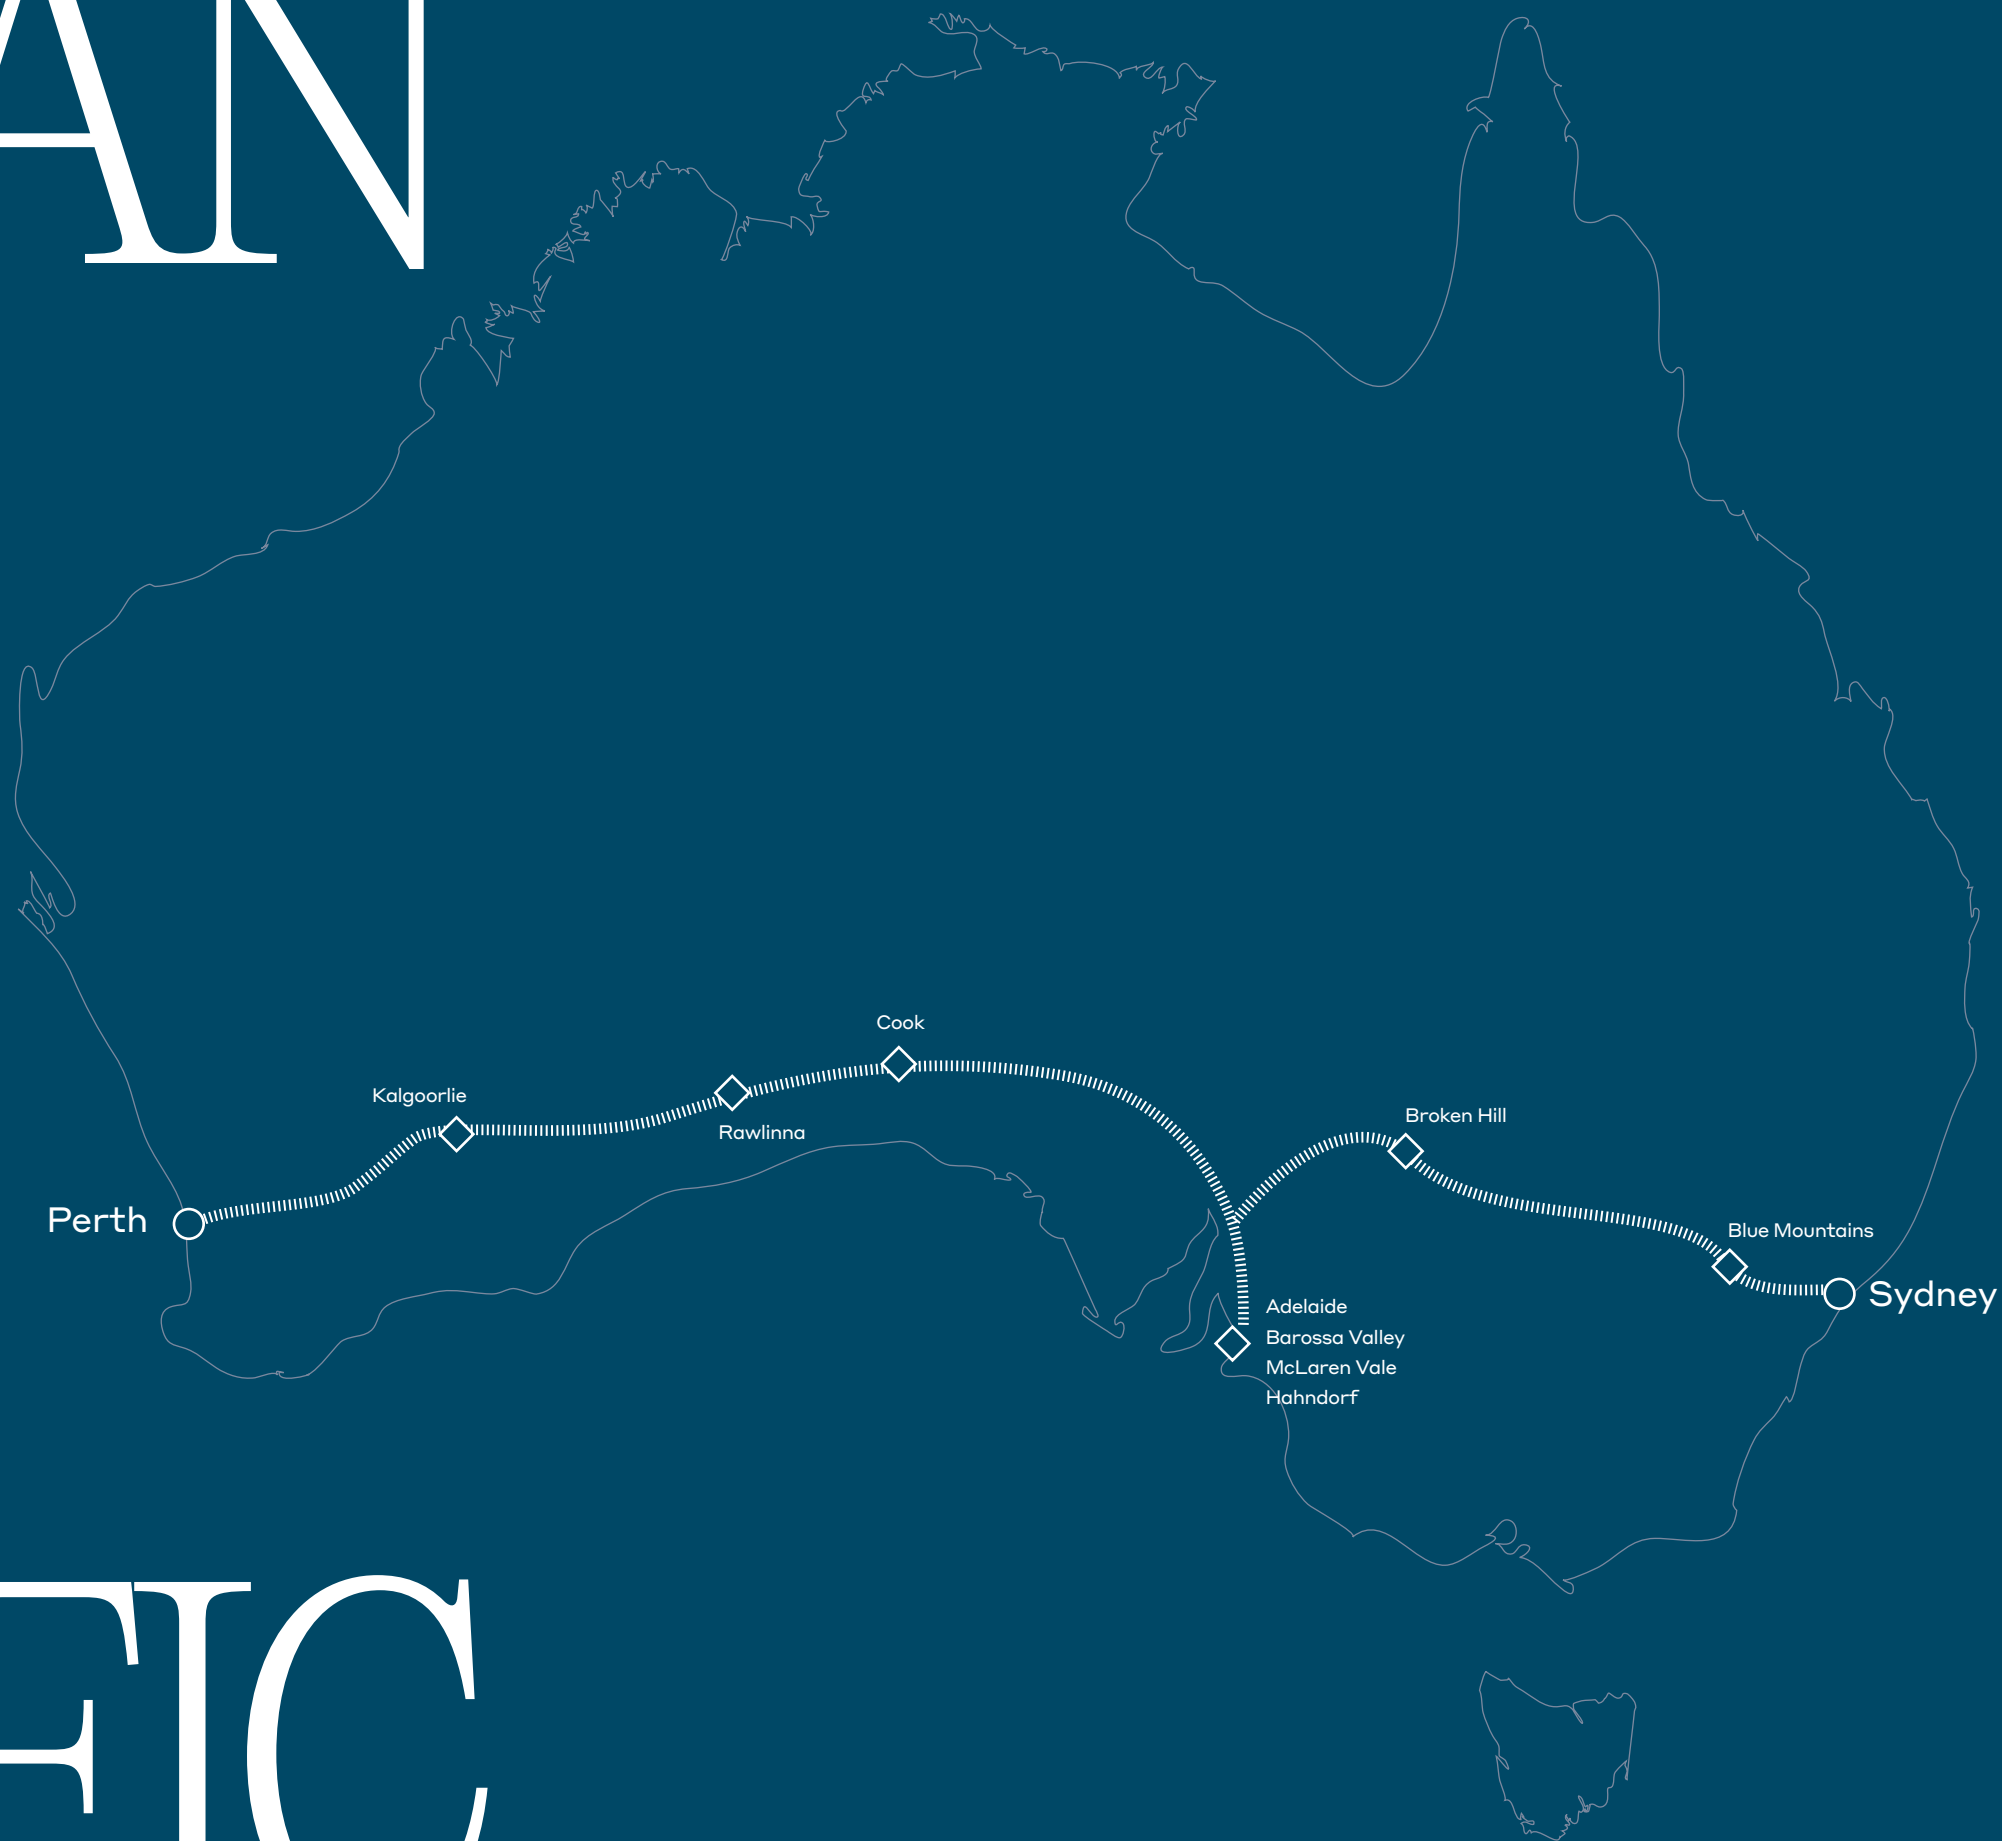 AN
Cook
Kalgoorlie
Rawlinna
Broken Hill
Perth
Blue Mountains
Sydney
Adelaide
Barossa Valley
McLaren Vale
Hahndorf
FIC